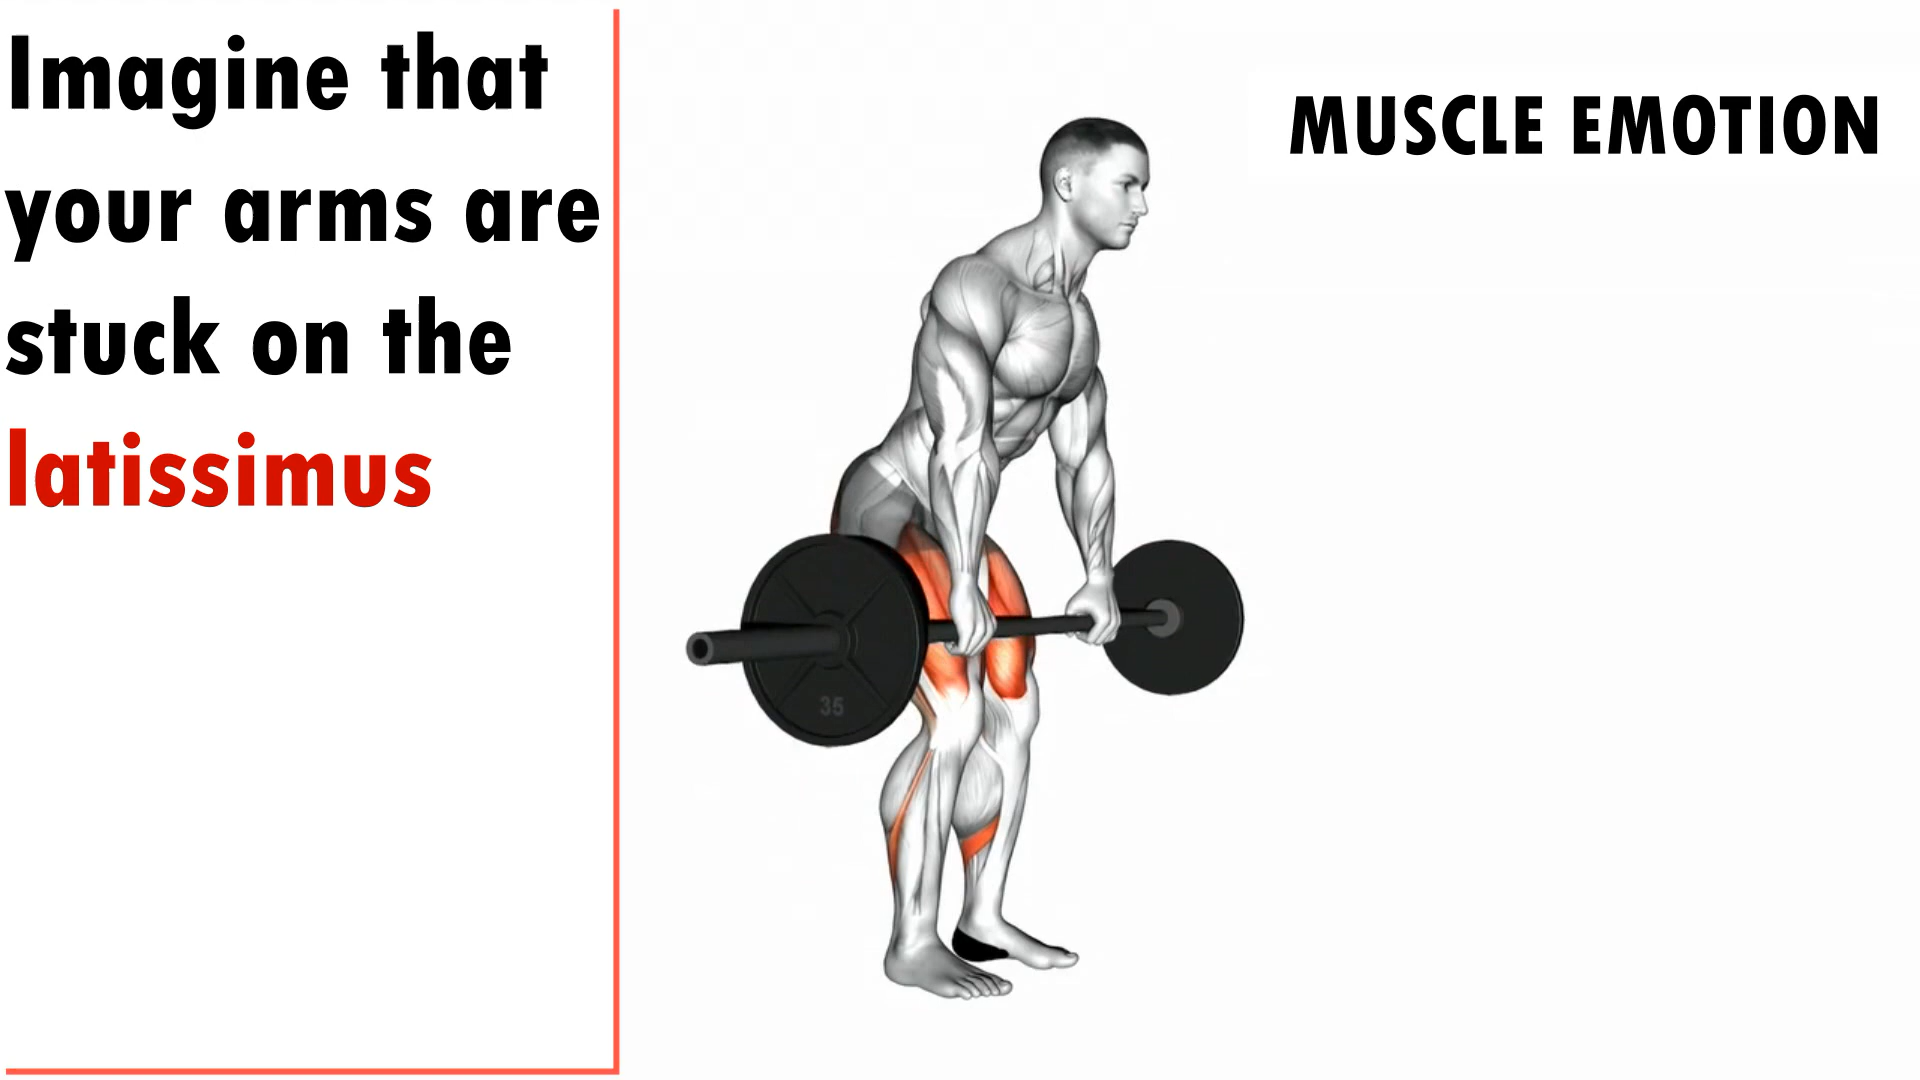 Imagine that
your arms are
stuck on the
latissimus
MUSCLE EMOTION
35